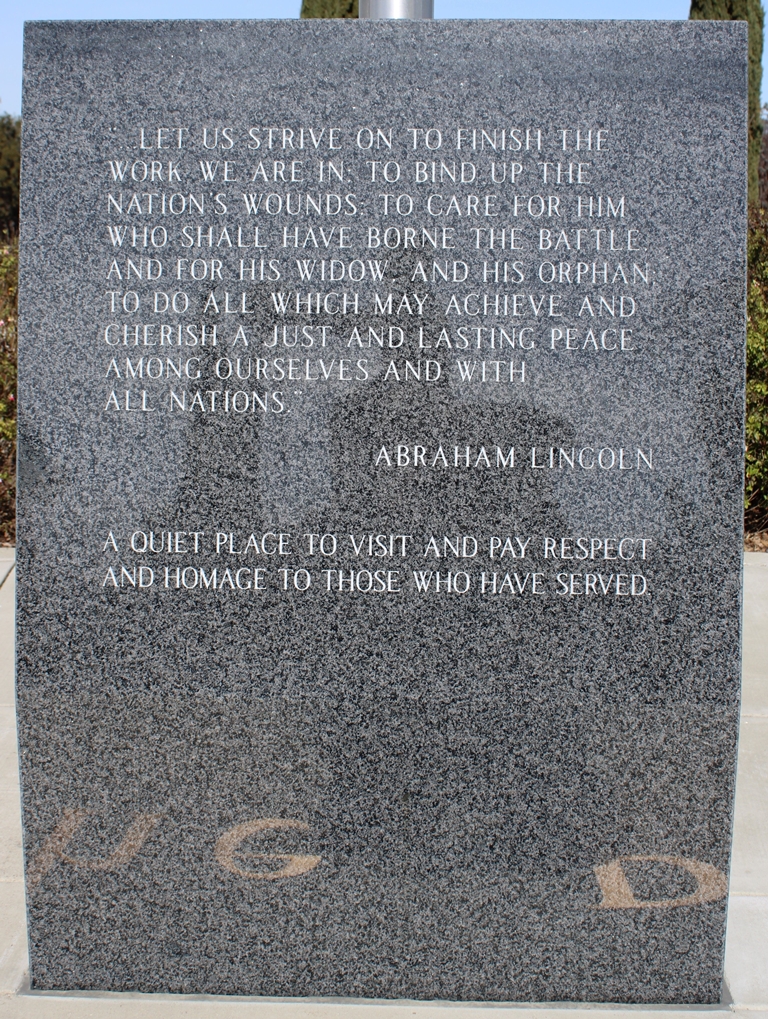 "...LET US STRIVE ON TO FINISH THE
WORK WE ARE IN; TO BIND UP THE
NATION'S WOUNDS; TO CARE FOR HIM
WHO SHALL HAVE BORNE THE BATTLE,
AND FOR HIS WIDOW, AND HIS ORPHAN,
TO DO ALL WHICH MAY ACHIEVE AND
CHERISH A JUST AND LASTING PEACE
AMONG OURSELVES AND WITH
ALL NATIONS."
ABRAHAM LINCOLN
A QUIET PLACE TO VISIT AND PAY RESPECT
AND HOMAGE TO THOSE WHO HAVE SERVED.
U G D